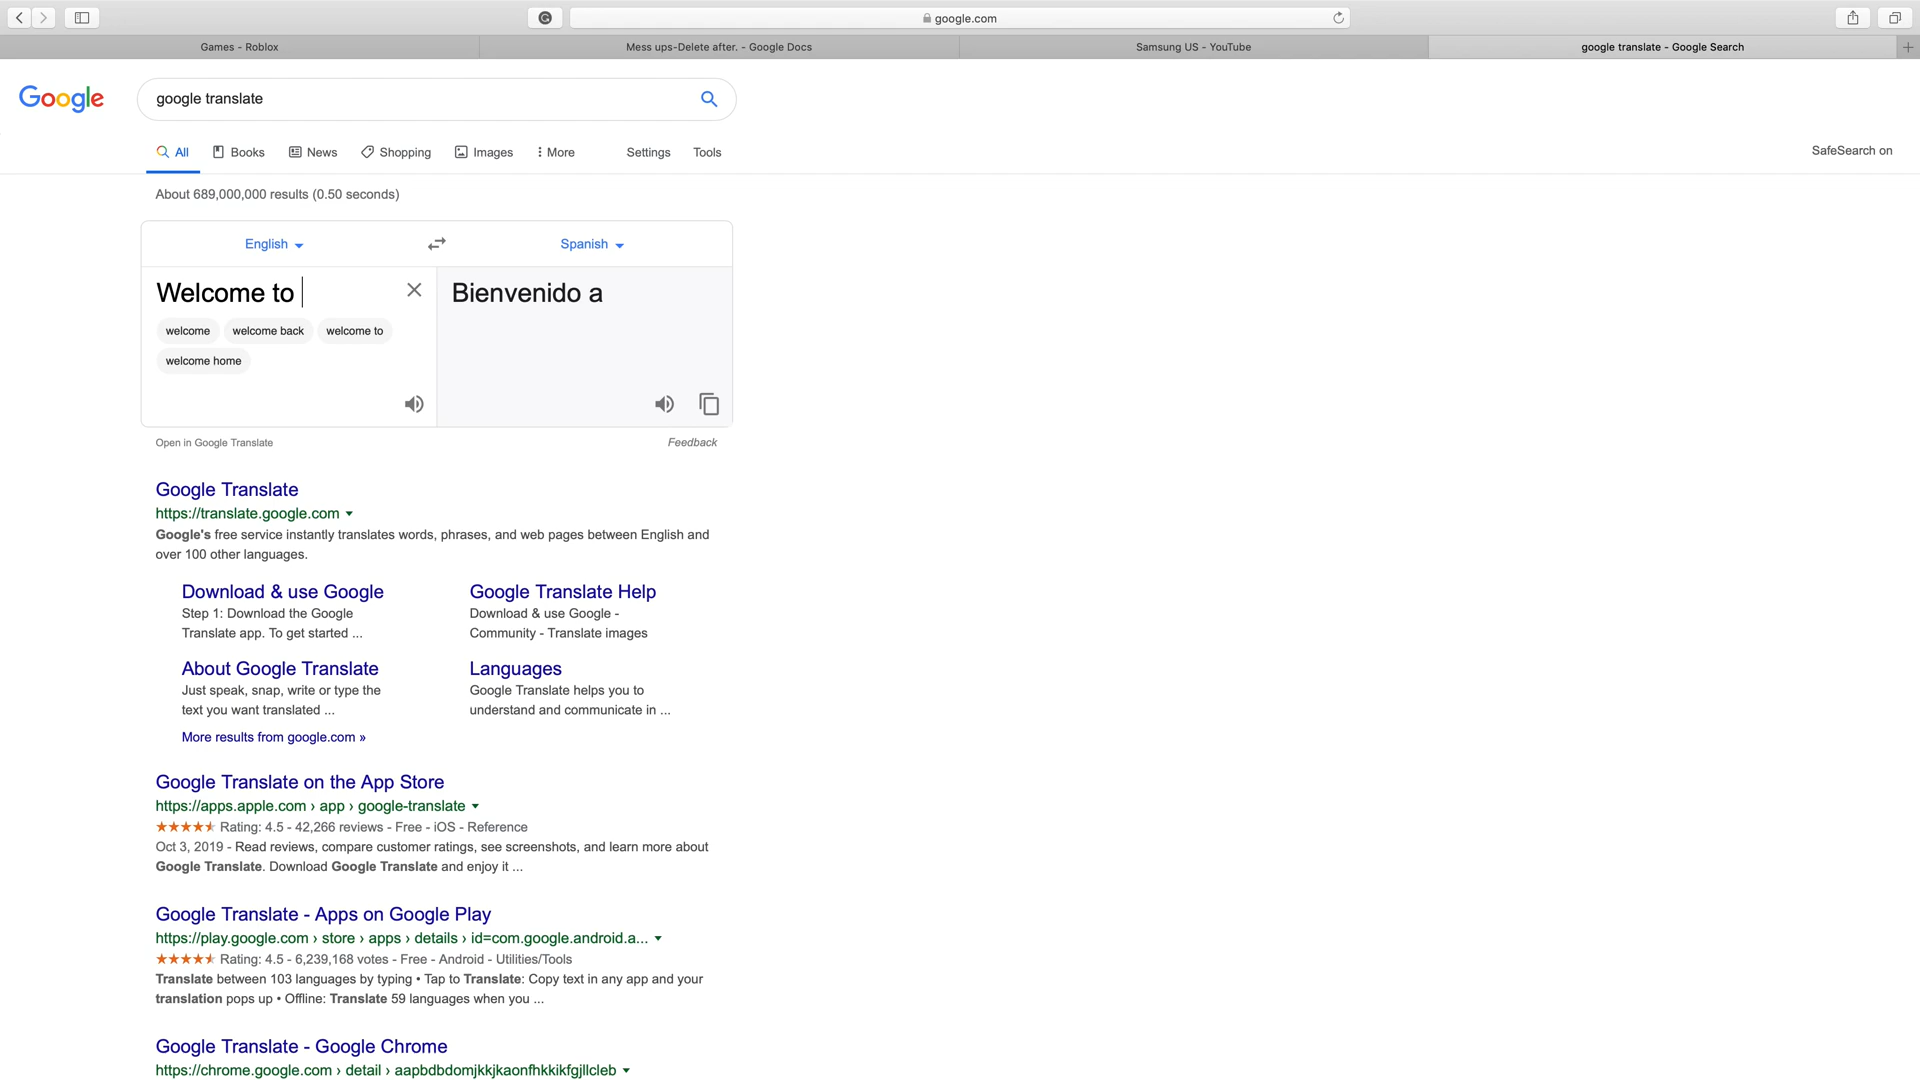 google.com
Games - Roblox
Mess ups-Delete after. - Google Docs
Samsung US - YouTube
google translate - Google Search
Google
google translate
All
Books
News
Shopping
Images
More
Settings
Tools
SafeSearch on
About 689,000,000 results (0.50 seconds)
English
Spanish
Welcome to
Bienvenido a
welcome
welcome back
welcome to
welcome home
Open in Google Translate
Feedback
Google Translate
https://translate.google.com
Google's free service instantly translates words, phrases, and web pages between English and
over 100 other languages.
Download & use Google
Step 1: Download the Google
Translate app. To get started ...
Google Translate Help
Download & use Google -
Community - Translate images
About Google Translate
Just speak, snap, write or type the
text you want translated ...
Languages
Google Translate helps you to
understand and communicate in ...
More results from google.com »
Google Translate on the App Store
https://apps.apple.com › app › google-translate
Rating: 4.5 - 42,266 reviews - Free - iOS - Reference
Oct 3, 2019 - Read reviews, compare customer ratings, see screenshots, and learn more about
Google Translate. Download Google Translate and enjoy it ...
Google Translate - Apps on Google Play
https://play.google.com › store › apps › details › id=com.google.android.a...
Rating: 4.5 - 6,239,168 votes - Free - Android - Utilities/Tools
Translate between 103 languages by typing • Tap to Translate: Copy text in any app and your
translation pops up • Offline: Translate 59 languages when you ...
Google Translate - Google Chrome
https://chrome.google.com › detail › aapbdbdomjkkjkaonfhkkikfgjllcleb